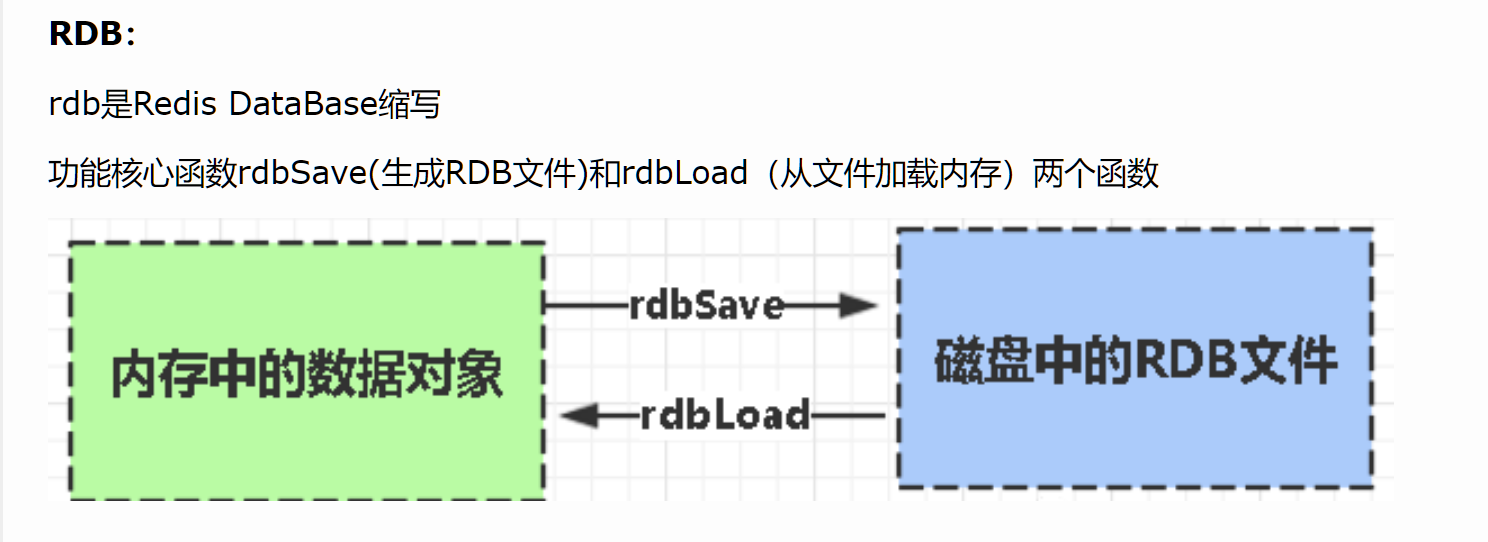 RDB：
rdb是Redis DataBase缩写
功能核心函数rdbSave(生成RDB文件)和rdbLoad（从文件加载内存）两个函数
rdbSave
内存中的数据对象
磁盘中的RDB文件
rdbLoad